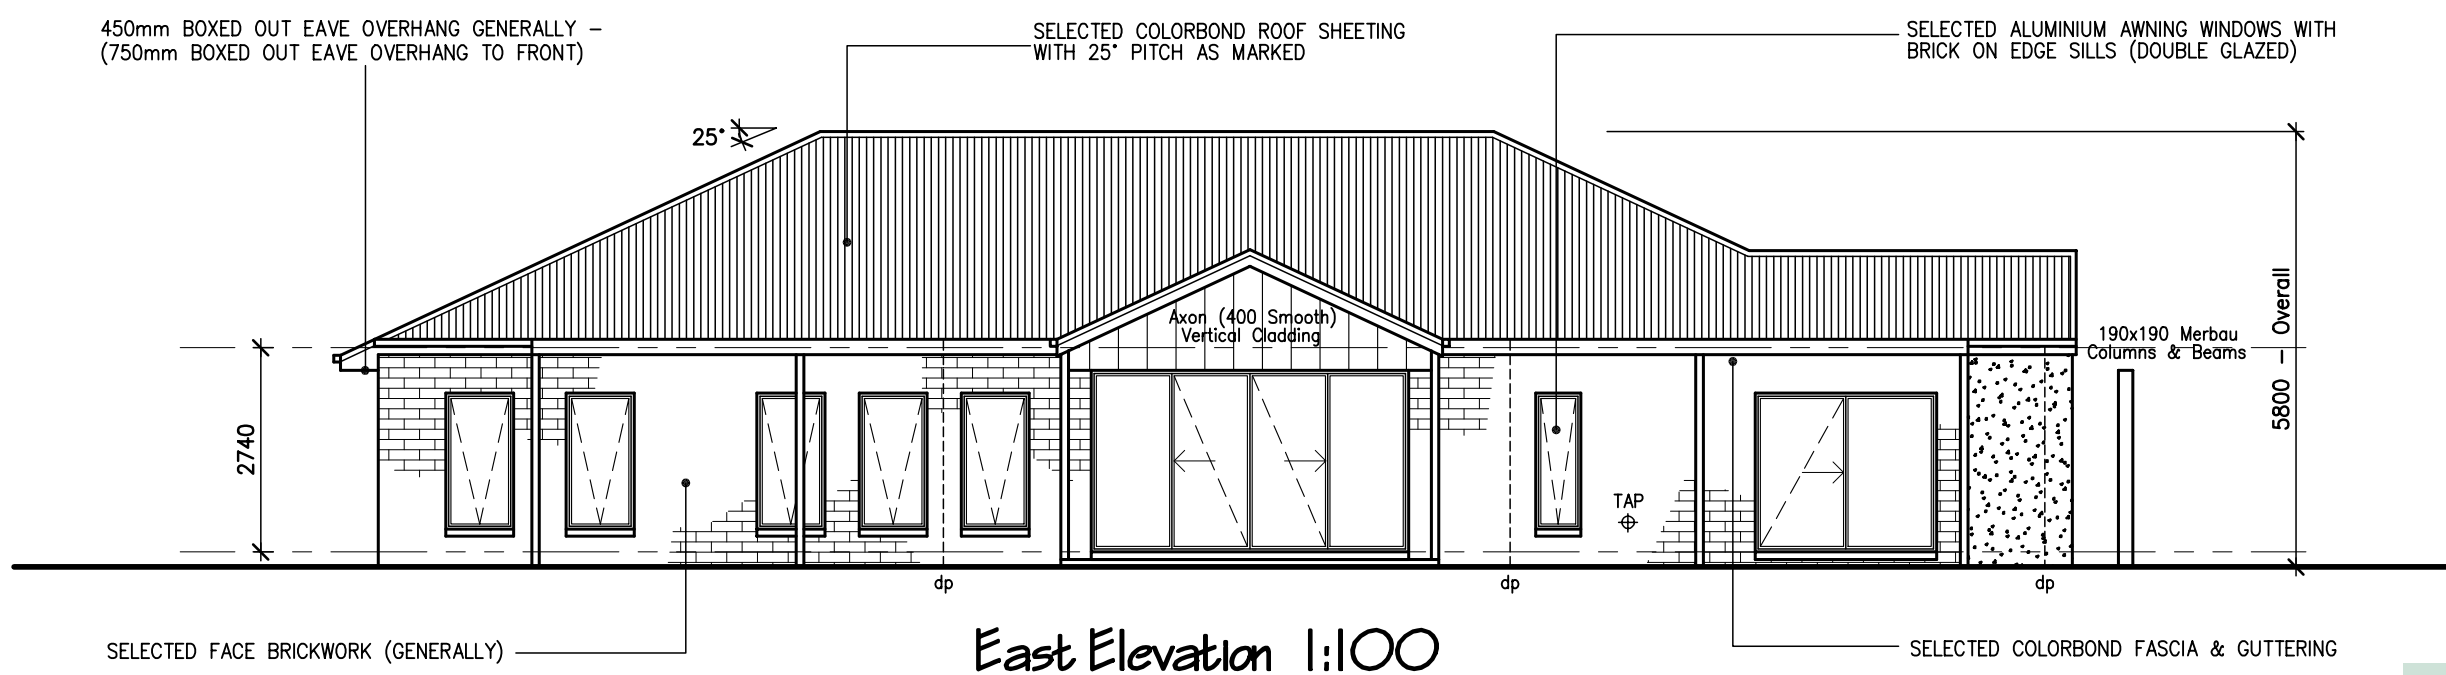 450mm BOXED OUT EAVE OVERHANG GENERALLY –
(750mm BOXED OUT EAVE OVERHANG TO FRONT)
SELECTED COLORBOND ROOF SHEETING
WITH 25° PITCH AS MARKED
SELECTED ALUMINIUM AWNING WINDOWS WITH
BRICK ON EDGE SILLS (DOUBLE GLAZED)
25°
Axon (400 Smooth)
Vertical Cladding
190x190 Merbau
Columns & Beams
5800 – Overall
2740
TAP
dp
dp
dp
SELECTED FACE BRICKWORK (GENERALLY)
East Elevation 1:100
SELECTED COLORBOND FASCIA & GUTTERING